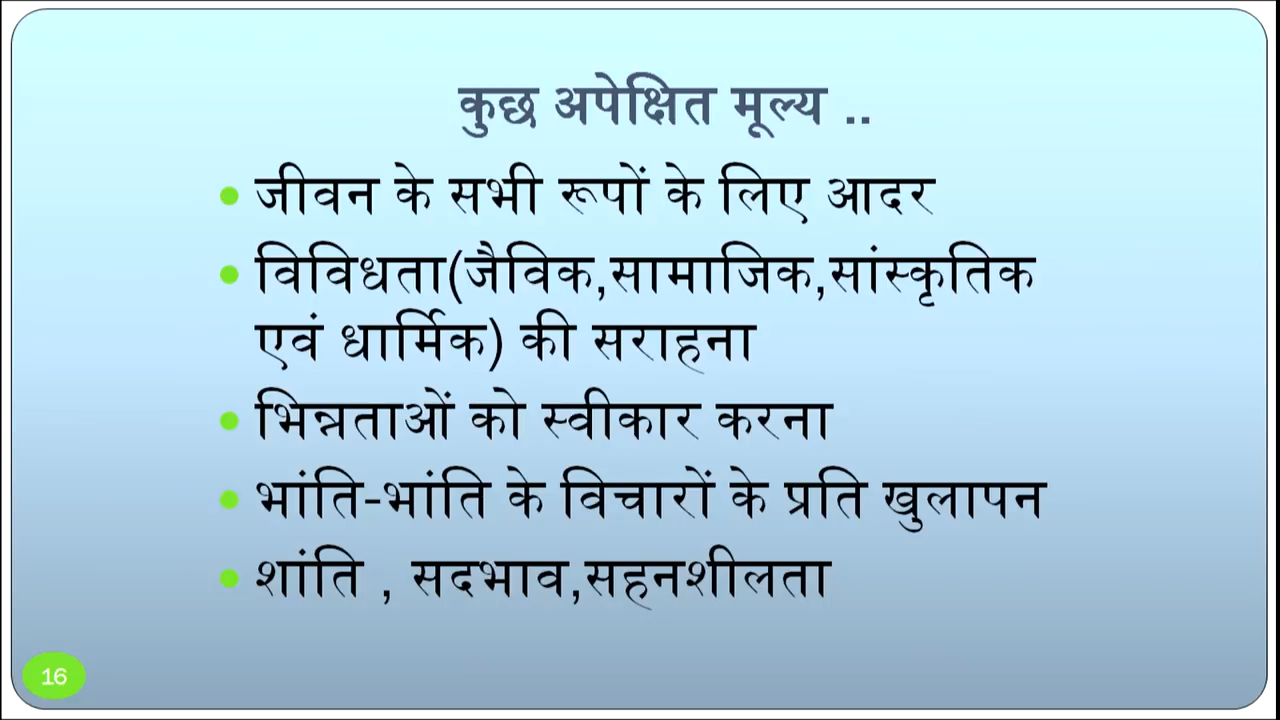 कुछ अपेक्षित मूल्य ..
जीवन के सभी रूपों के लिए आदर
विविधता(जैविक,सामाजिक,सांस्कृतिक
एवं धार्मिक) की सराहना
भिन्नताओं को स्वीकार करना
भांति-भांति के विचारों के प्रति खुलापन
शांति , सदभाव,सहनशीलता
16